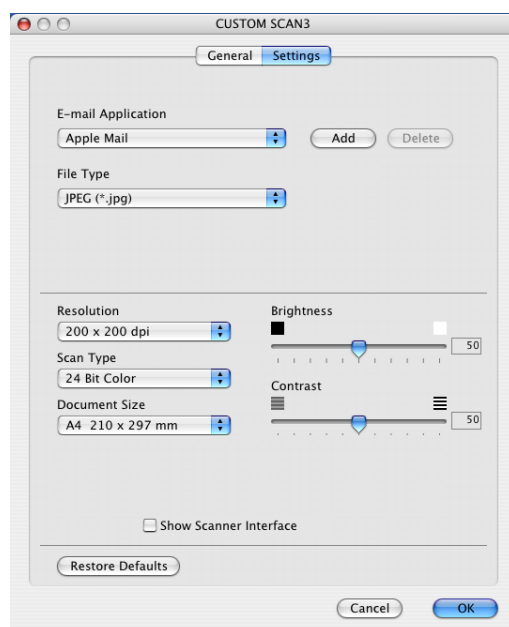 CUSTOM SCAN3
General Settings
E-mail Application
Apple Mail Add Delete
File Type
JPEG (*.jpg)
Resolution
200 x 200 dpi
Scan Type
24 Bit Color
Document Size
A4 210 x 297 mm
Brightness
50
Contrast
50
Show Scanner Interface
Restore Defaults
Cancel OK